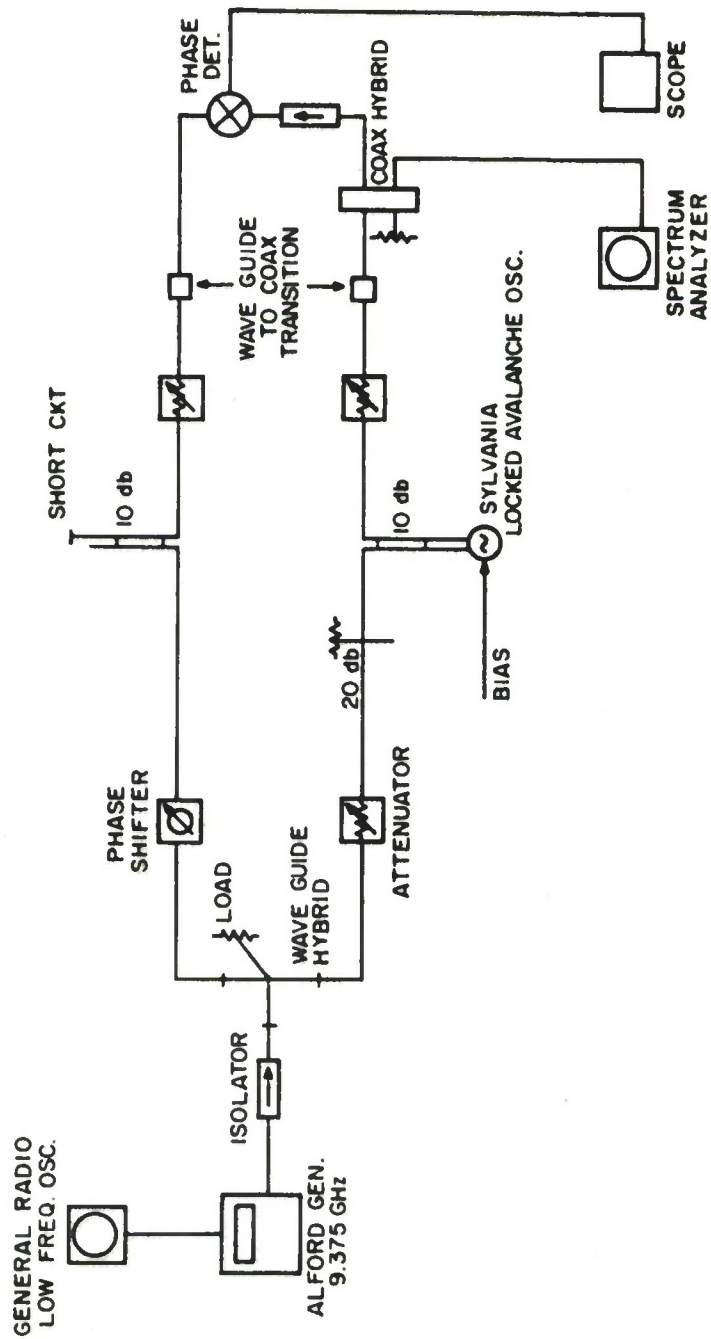 GENERAL RADIO
LOW FREQ. OSC.
ALFORD GEN.
9.375 GHz
ISOLATOR
LOAD
WAVE GUIDE
HYBRID
PHASE
SHIFTER
ATTENUATOR
20 db
SHORT CKT
10 db
10 db
BIAS
SYLVANIA
LOCKED AVALANCHE OSC.
WAVE GUIDE
TO COAX
TRANSITION
PHASE
DET.
COAX HYBRID
SPECTRUM
ANALYZER
SCOPE